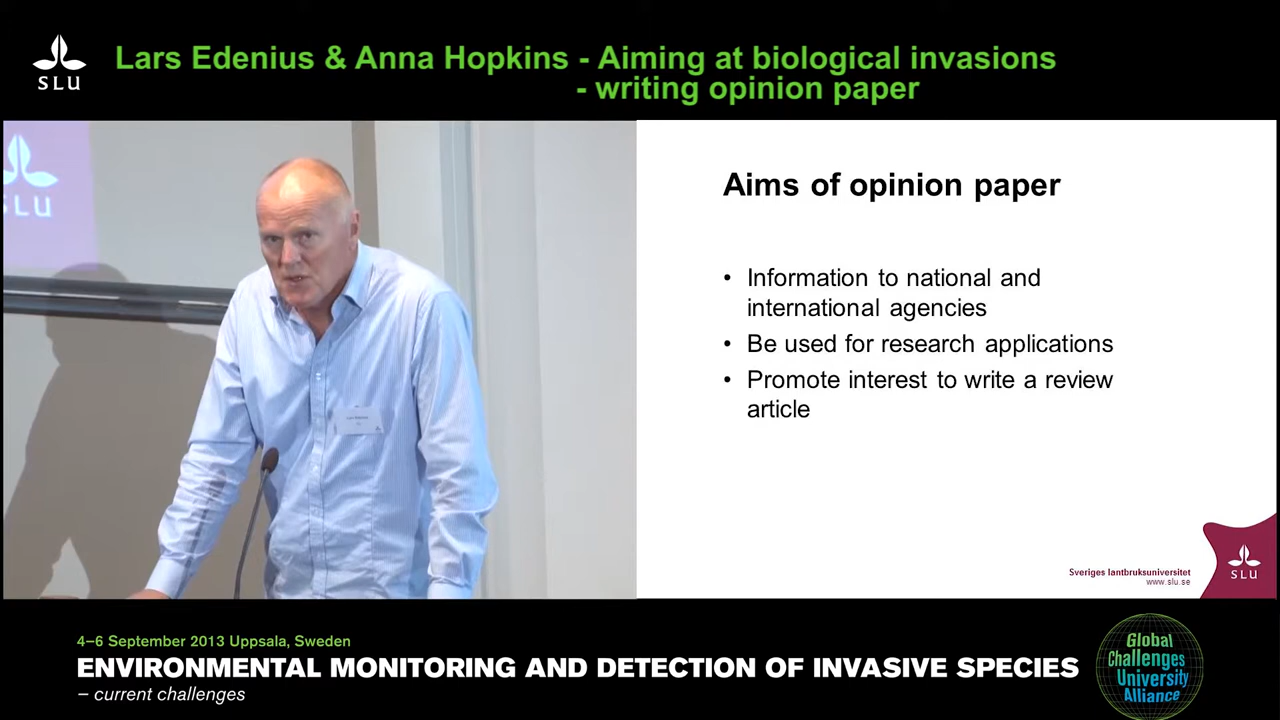 SLU
Lars Edenius & Anna Hopkins - Aiming at biological invasions
- writing opinion paper
SLU
Aims of opinion paper
• Information to national and
international agencies
• Be used for research applications
• Promote interest to write a review
article
Sveriges lantbruksuniversitet
www.slu.se
SLU
4–6 September 2013 Uppsala, Sweden
ENVIRONMENTAL MONITORING AND DETECTION OF INVASIVE SPECIES
– current challenges
Global
Challenges
University
Alliance